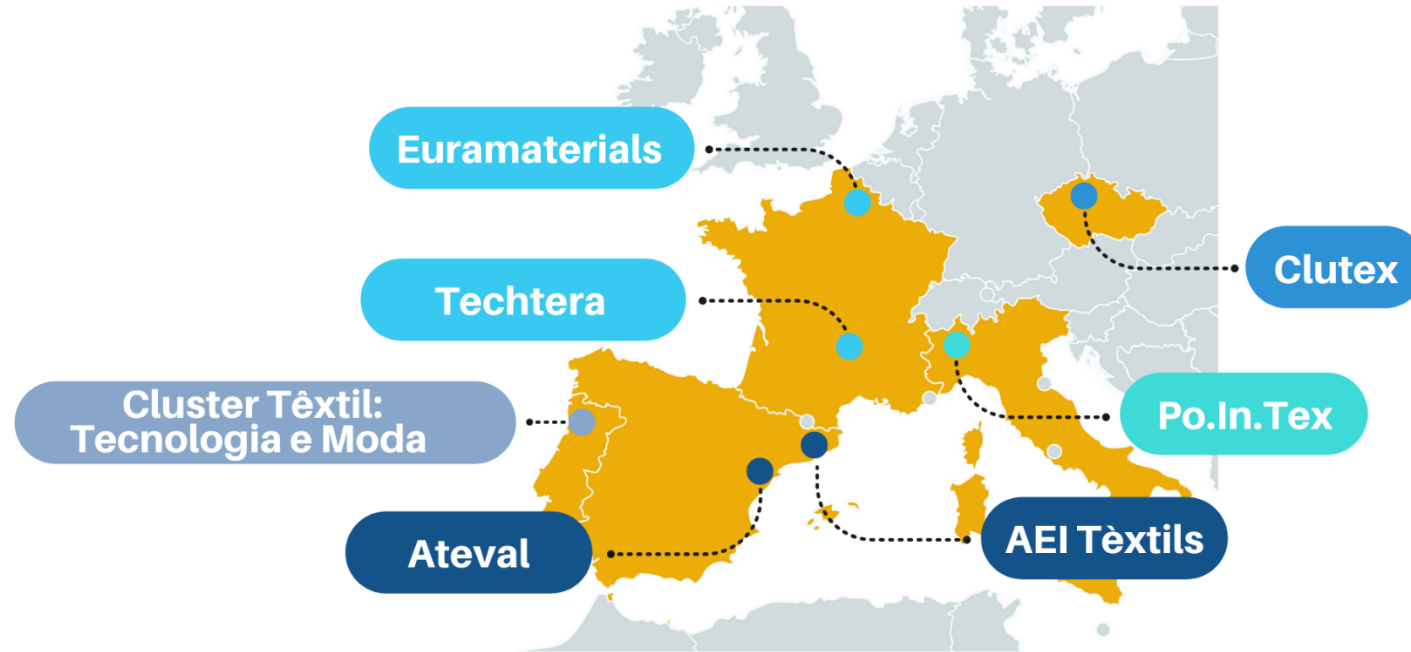 Euramaterials
Techtera
Clutex
Cluster Têxtil:
Tecnologia e Moda
Po.In.Tex
Ateval
AEI Tèxtils